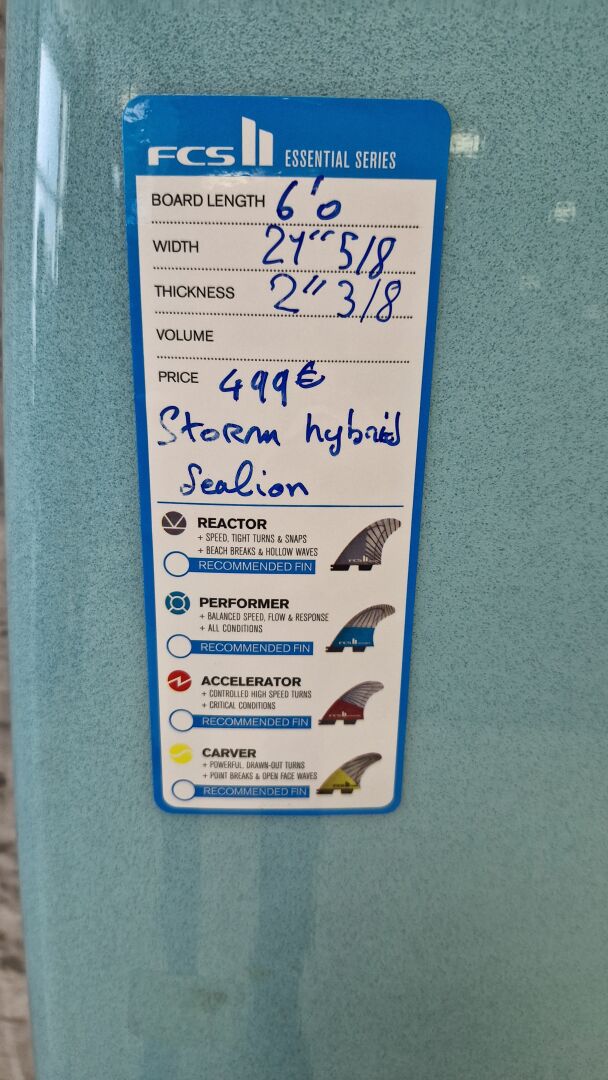 FCS II ESSENTIAL SERIES
BOARD LENGTH 6'0
WIDTH 21" 5/8
THICKNESS 2" 3/8
VOLUME
PRICE 499€
Storm hybrid
Sealion
REACTOR
+ SPEED, TIGHT TURNS & SNAPS
+ BEACH BREAKS & HOLLOW WAVES
RECOMMENDED FIN
PERFORMER
+ BALANCED SPEED, FLOW & RESPONSE
+ ALL CONDITIONS
RECOMMENDED FIN
ACCELERATOR
+ CONTROLLED HIGH SPEED TURNS
+ CRITICAL CONDITIONS
RECOMMENDED FIN
CARVER
+ POWERFUL, DRAWN-OUT TURNS
+ POINT BREAKS & OPEN FACE WAVES
RECOMMENDED FIN